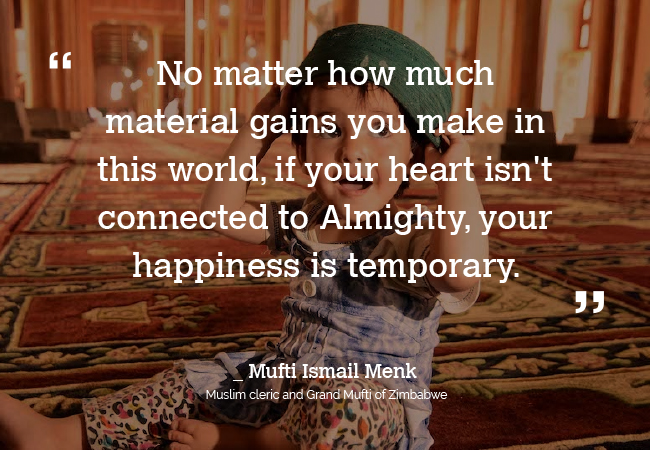 “
No matter how much
material gains you make in
this world, if your heart isn't
connected to Almighty, your
happiness is temporary.
”
_ Mufti Ismail Menk
Muslim cleric and Grand Mufti of Zimbabwe